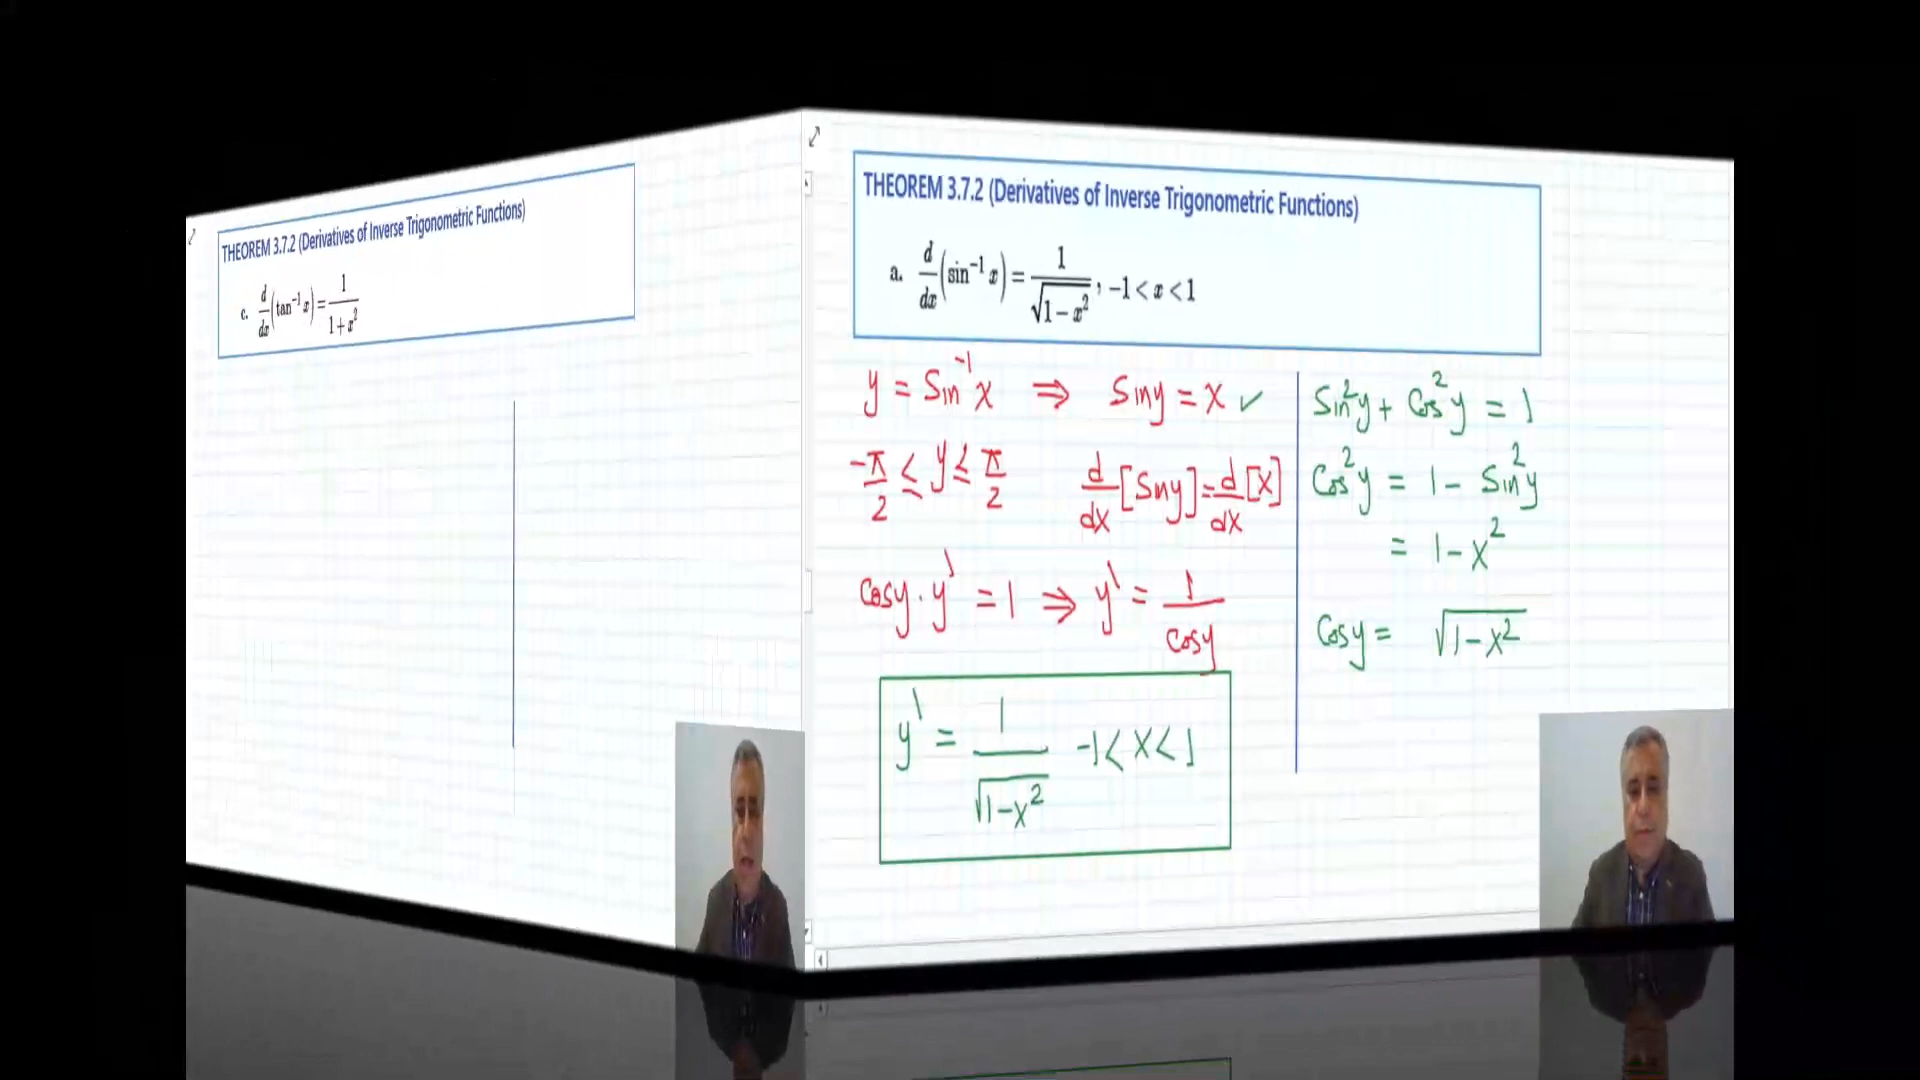 THEOREM 3.7.2 (Derivatives of Inverse Trigonometric Functions)
c. d/dx (tan⁻¹ x) = 1/(1+x²)
THEOREM 3.7.2 (Derivatives of Inverse Trigonometric Functions)
a. d/dx (sin⁻¹ x) = 1/√(1−x²), −1 < x < 1
y = Sin⁻¹x ⇒ Siny = x ✓
-π/2 ≤ y ≤ π/2 d/dx [Siny] = d/dx [x]
Cosy · y' = 1 ⇒ y' = 1/Cosy
y' = 1/√(1-x²) -1 < x < 1
Sin²y + Cos²y = 1
Cos²y = 1 - Sin²y
= 1 - x²
Cosy = √(1-x²)